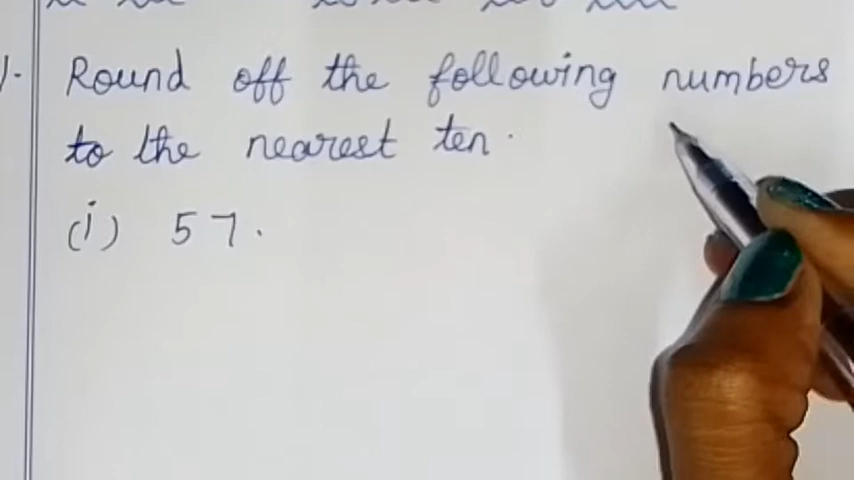 1. Round off the following numbers
to the nearest ten.
(i) 57.